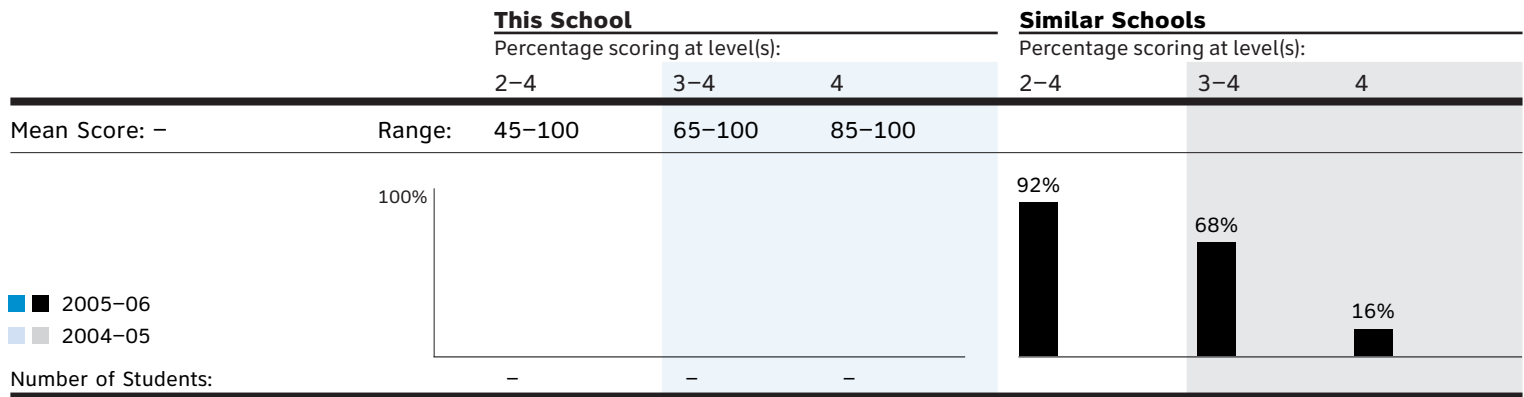 This School Similar Schools
Percentage scoring at level(s): Percentage scoring at level(s):
2–4 3–4 4 2–4 3–4 4
Mean Score: – Range: 45–100 65–100 85–100
92%
100%
68%
2005–06
16%
2004–05
Number of Students: – – –